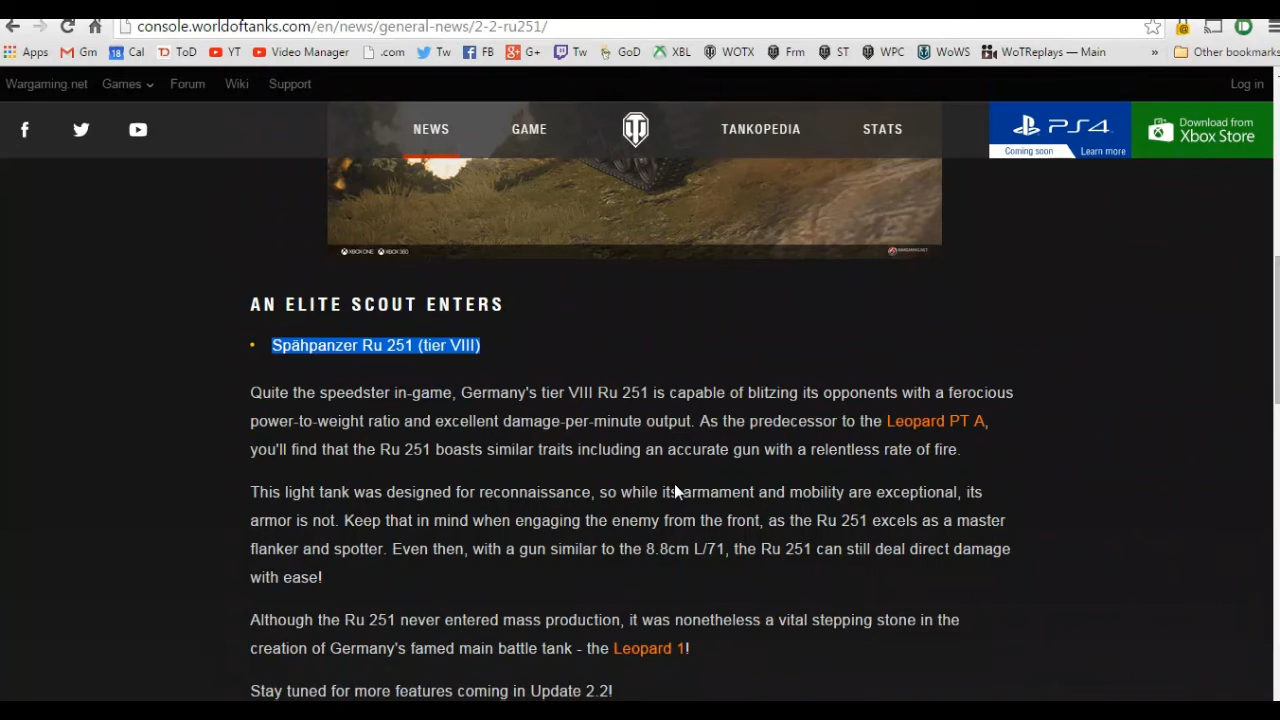 console.worldoftanks.com/en/news/general-news/2-2-ru251/
Apps Gm 18 Cal ToD YT Video Manager .com Tw FB G+ Tw GoD XBL WOTX Frm ST WPC WoWS WoTReplays — Main » Other bookmarks
Wargaming.net Games Forum Wiki Support Log in
NEWS GAME TANKOPEDIA STATS
PS4
Coming soon Learn more
Download from
Xbox Store
XBOX ONE XBOX 360
AN ELITE SCOUT ENTERS
• Spähpanzer Ru 251 (tier VIII)
Quite the speedster in-game, Germany's tier VIII Ru 251 is capable of blitzing its opponents with a ferocious
power-to-weight ratio and excellent damage-per-minute output. As the predecessor to the Leopard PT A,
you'll find that the Ru 251 boasts similar traits including an accurate gun with a relentless rate of fire.
This light tank was designed for reconnaissance, so while its armament and mobility are exceptional, its
armor is not. Keep that in mind when engaging the enemy from the front, as the Ru 251 excels as a master
flanker and spotter. Even then, with a gun similar to the 8.8cm L/71, the Ru 251 can still deal direct damage
with ease!
Although the Ru 251 never entered mass production, it was nonetheless a vital stepping stone in the
creation of Germany's famed main battle tank - the Leopard 1!
Stay tuned for more features coming in Update 2.2!